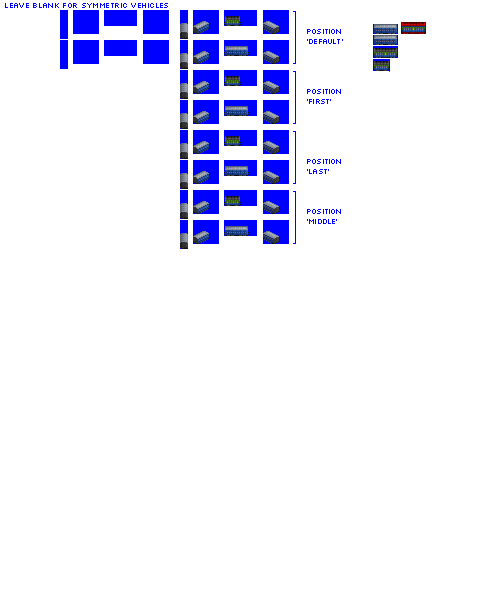 LEAVE BLANK FOR SYMMETRIC VEHICLES
POSITION
'DEFAULT'
POSITION
'FIRST'
POSITION
'LAST'
POSITION
'MIDDLE'